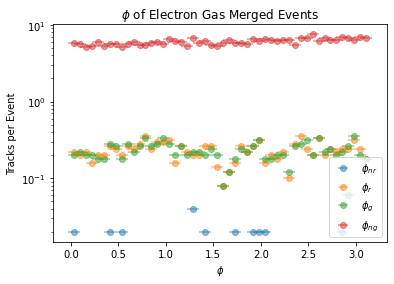 ϕ of Electron Gas Merged Events
Tracks per Event
10¹
10⁰
10⁻¹
0.0 0.5 1.0 1.5 2.0 2.5 3.0
ϕ
ϕnr
ϕr
ϕg
ϕng